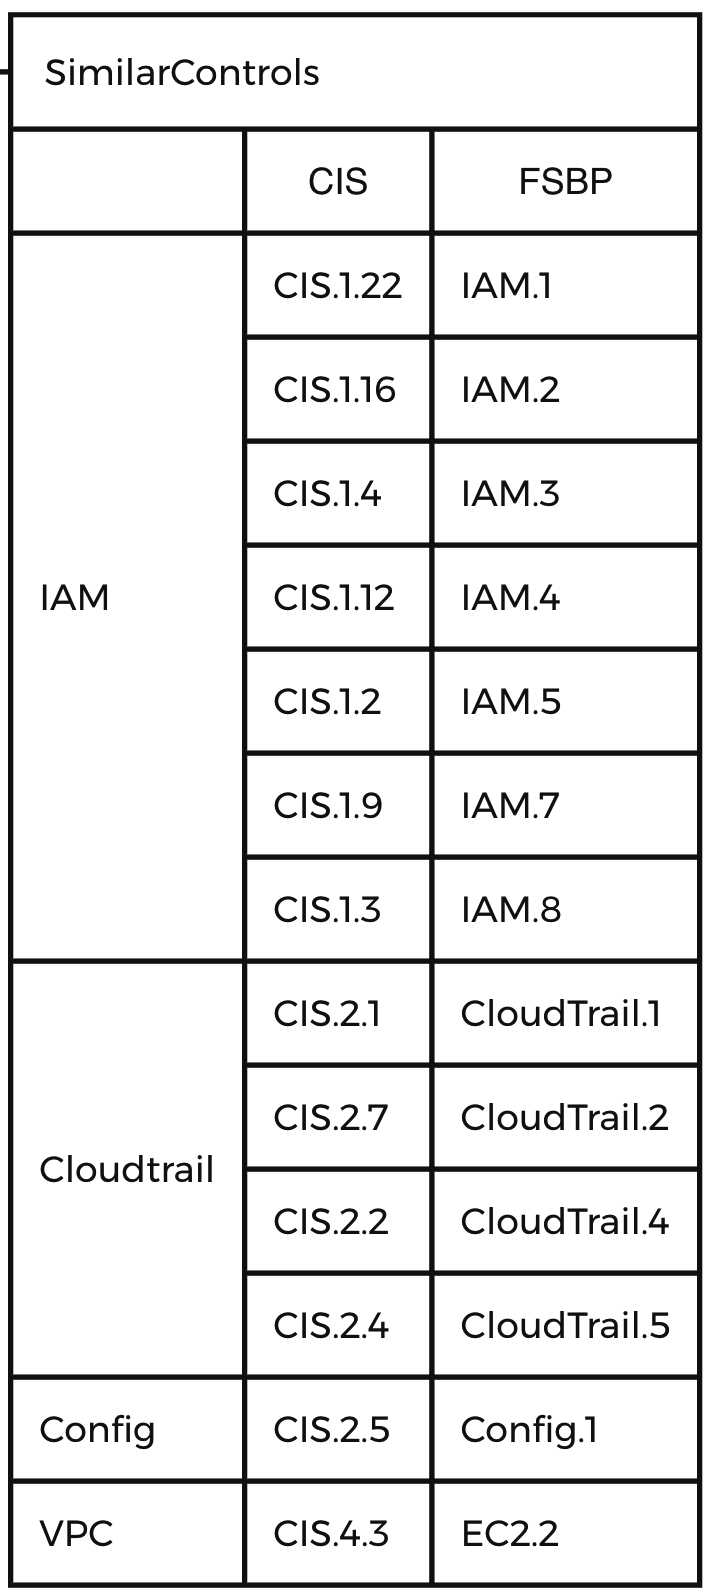 SimilarControls
CIS FSBP
IAM
CIS.1.22 IAM.1
CIS.1.16 IAM.2
CIS.1.4 IAM.3
CIS.1.12 IAM.4
CIS.1.2 IAM.5
CIS.1.9 IAM.7
CIS.1.3 IAM.8
Cloudtrail
CIS.2.1 CloudTrail.1
CIS.2.7 CloudTrail.2
CIS.2.2 CloudTrail.4
CIS.2.4 CloudTrail.5
Config CIS.2.5 Config.1
VPC CIS.4.3 EC2.2